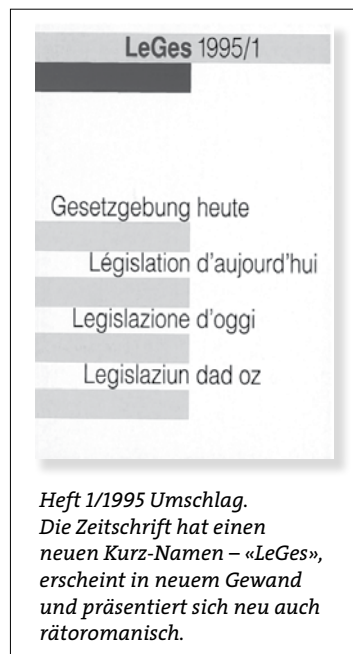 LeGes 1995/1
Gesetzgebung heute
Législation d'aujourd'hui
Legislazione d'oggi
Legislaziun dad oz
Heft 1/1995 Umschlag.
Die Zeitschrift hat einen
neuen Kurz-Namen – «LeGes»,
erscheint in neuem Gewand
und präsentiert sich neu auch
rätoromanisch.